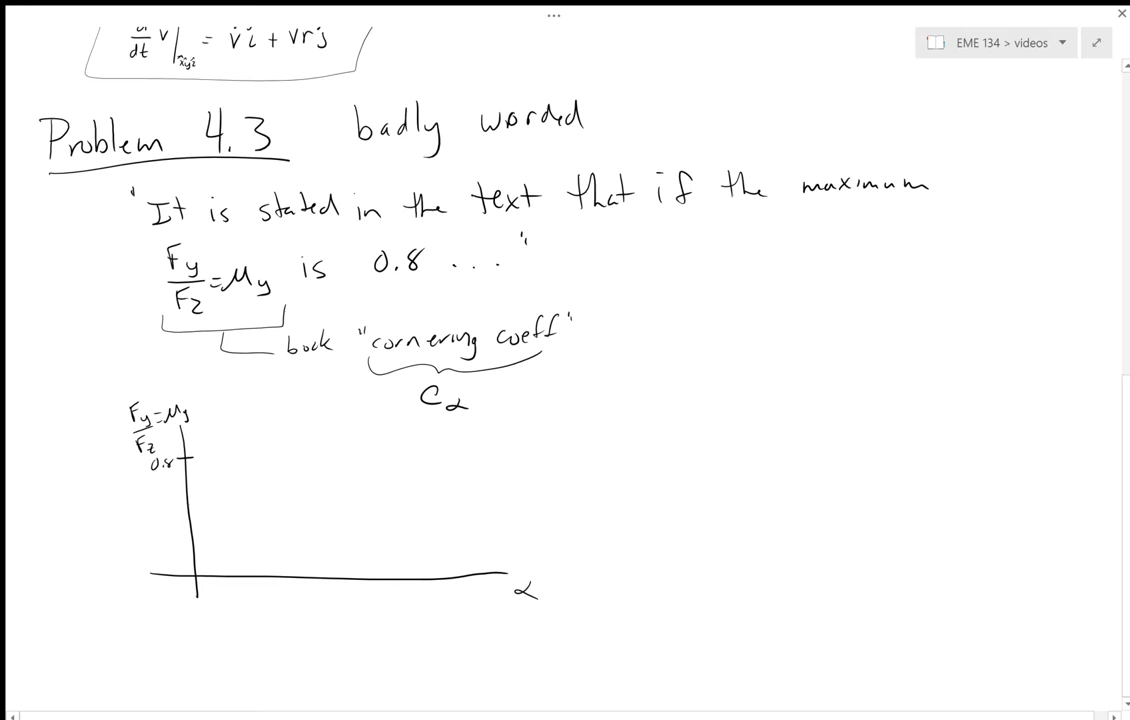 d/dt V |xyz = V̇ i + V r j
EME 134 > videos
Problem 4.3 badly worded
"It is stated in the text that if the maximum
Fy/Fz = μy is 0.8 ..."
book "cornering coeff"
Cα
Fy/Fz = μy
0.8
α